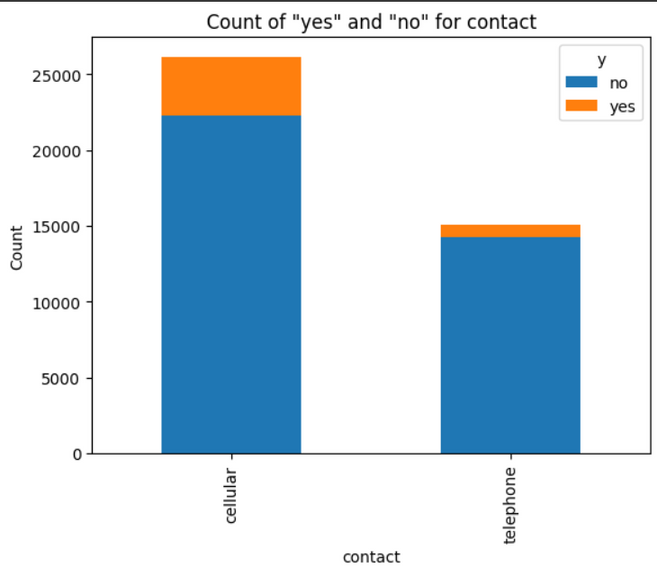 Count of "yes" and "no" for contact
y
no
yes
25000
20000
15000
10000
5000
0
Count
cellular
telephone
contact